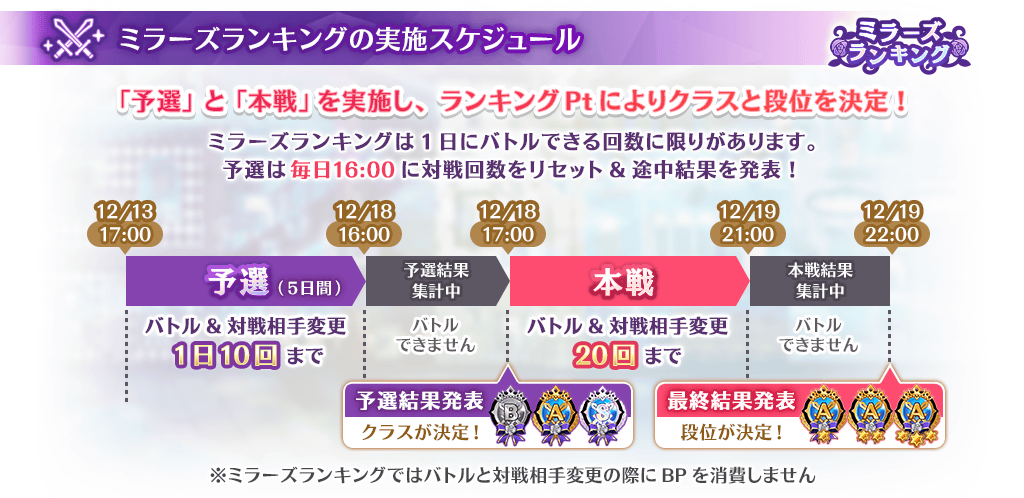 ミラーズランキングの実施スケジュール
ミラーズ
ランキング
「予選」と「本戦」を実施し、ランキングPtによりクラスと段位を決定！
ミラーズランキングは1日にバトルできる回数に限りがあります。
予選は毎日16:00に対戦回数をリセット&途中結果を発表！
12/13
17:00
12/18
16:00
12/18
17:00
12/19
21:00
12/19
22:00
予選（5日間）
予選結果
集計中
本戦
本戦結果
集計中
バトル&対戦相手変更
1日10回まで
バトル
できません
バトル&対戦相手変更
20回まで
バトル
できません
予選結果発表
クラスが決定！
B
A
S
最終結果発表
段位が決定！
A
A
A
※ミラーズランキングではバトルと対戦相手変更の際にBPを消費しません